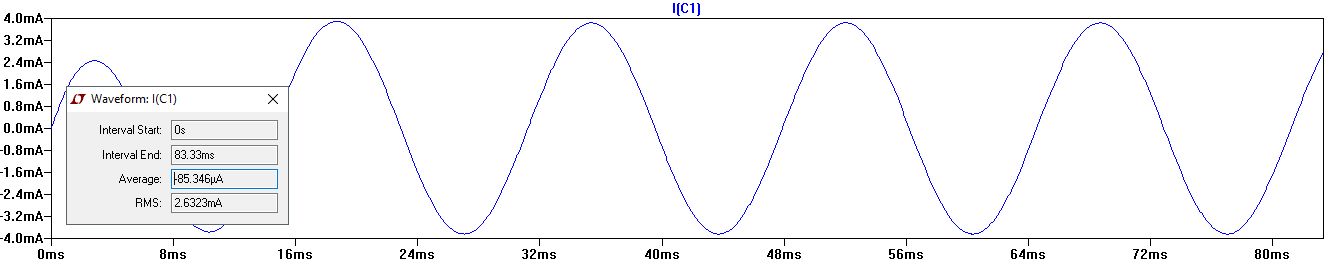 I(C1)
4.0mA
3.2mA
2.4mA
1.6mA
0.8mA
0.0mA
-0.8mA
-1.6mA
-2.4mA
-3.2mA
-4.0mA
Waveform: I(C1)
Interval Start: 0s
Interval End: 83.33ms
Average: -85.346µA
RMS: 2.6323mA
0ms 8ms 16ms 24ms 32ms 40ms 48ms 56ms 64ms 72ms 80ms